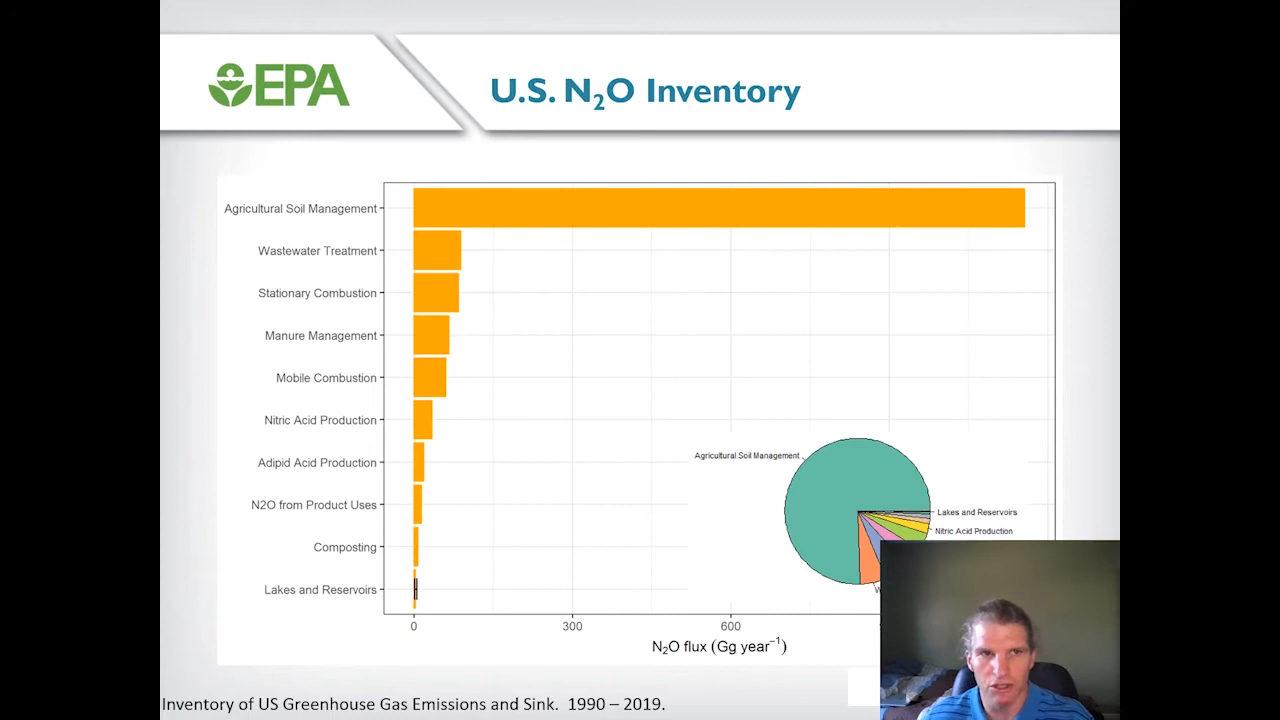 EPA
U.S. N₂O Inventory
Agricultural Soil Management
Wastewater Treatment
Stationary Combustion
Manure Management
Mobile Combustion
Nitric Acid Production
Adipid Acid Production
N2O from Product Uses
Composting
Lakes and Reservoirs
0 300 600
N₂O flux (Gg year⁻¹)
Agricultural Soil Management
Lakes and Reservoirs
Nitric Acid Production
Inventory of US Greenhouse Gas Emissions and Sink. 1990 – 2019.